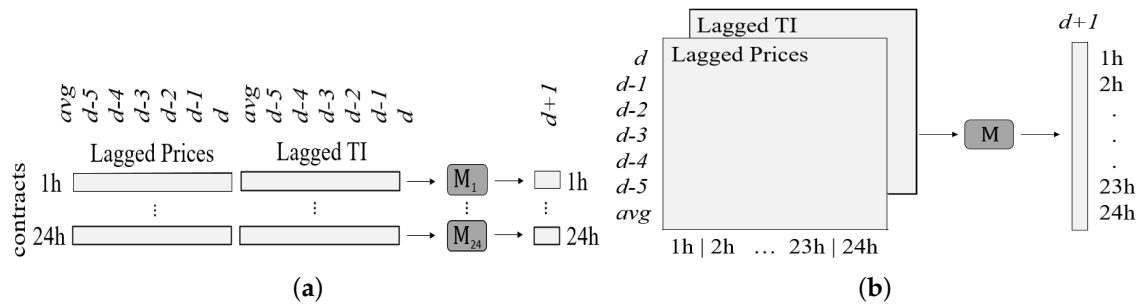 avg d-5 d-4 d-3 d-2 d-1 d avg d-5 d-4 d-3 d-2 d-1 d d+1
Lagged Prices Lagged TI
contracts
1h M1 1h
⋮ ⋮ ⋮ ⋮
24h M24 24h
(a)
Lagged TI
Lagged Prices
d
d-1
d-2
d-3
d-4
d-5
avg
1h | 2h ... 23h | 24h
M
d+1
1h
2h
.
.
.
23h
24h
(b)